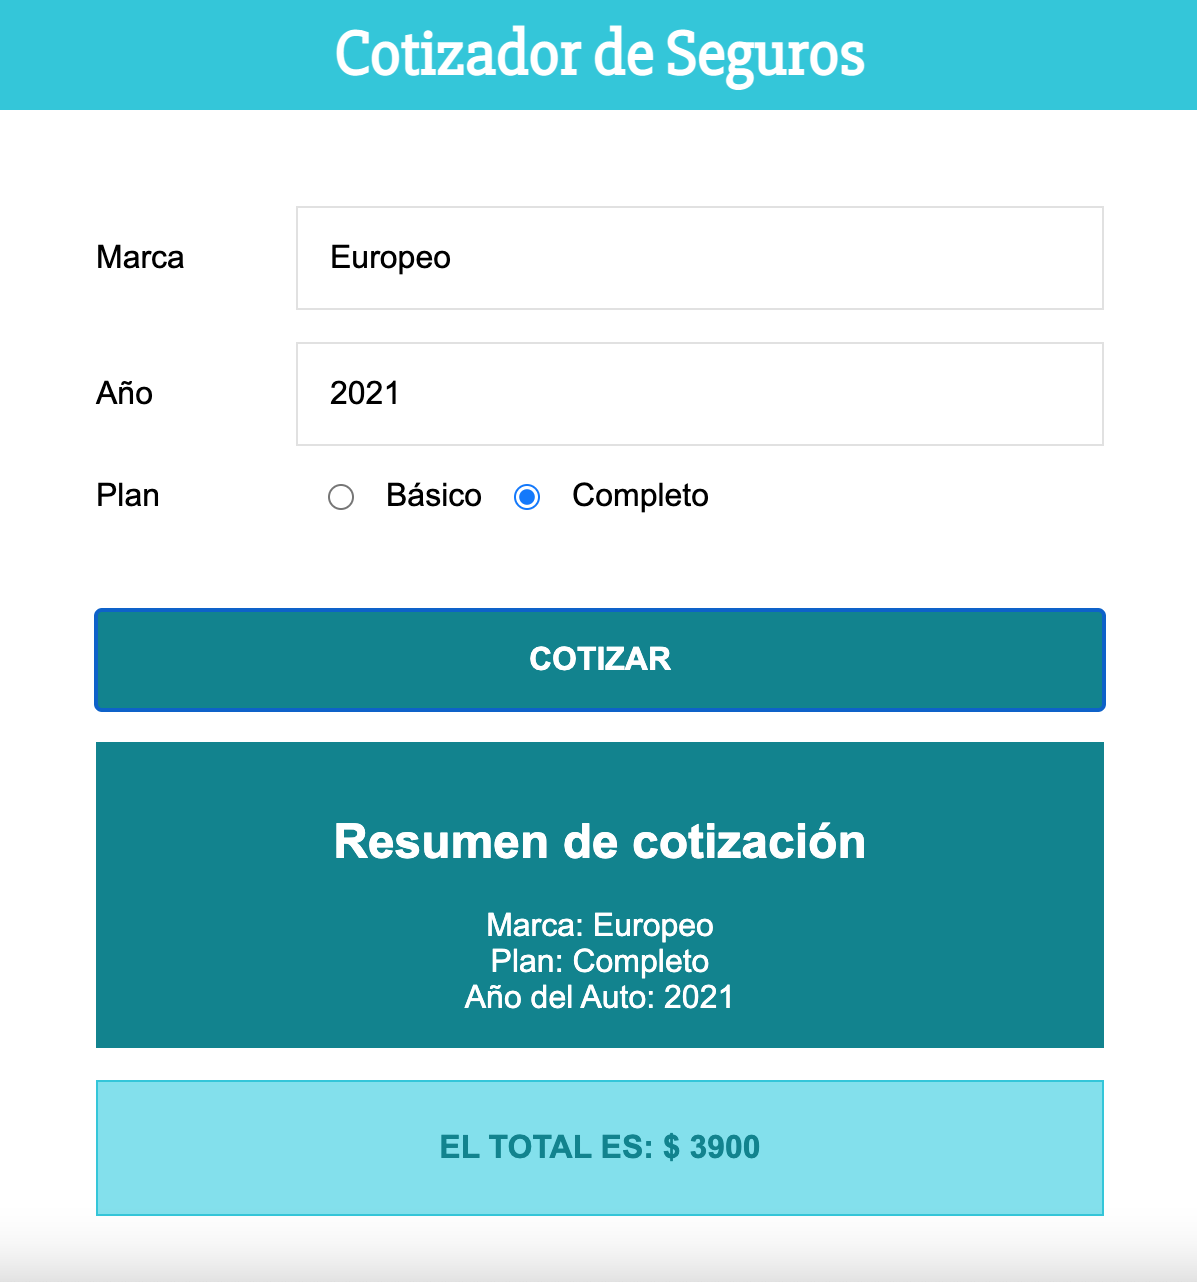 Cotizador de Seguros
Marca
Europeo
Año
2021
Plan
Básico
Completo
COTIZAR
Resumen de cotización
Marca: Europeo
Plan: Completo
Año del Auto: 2021
EL TOTAL ES: $ 3900